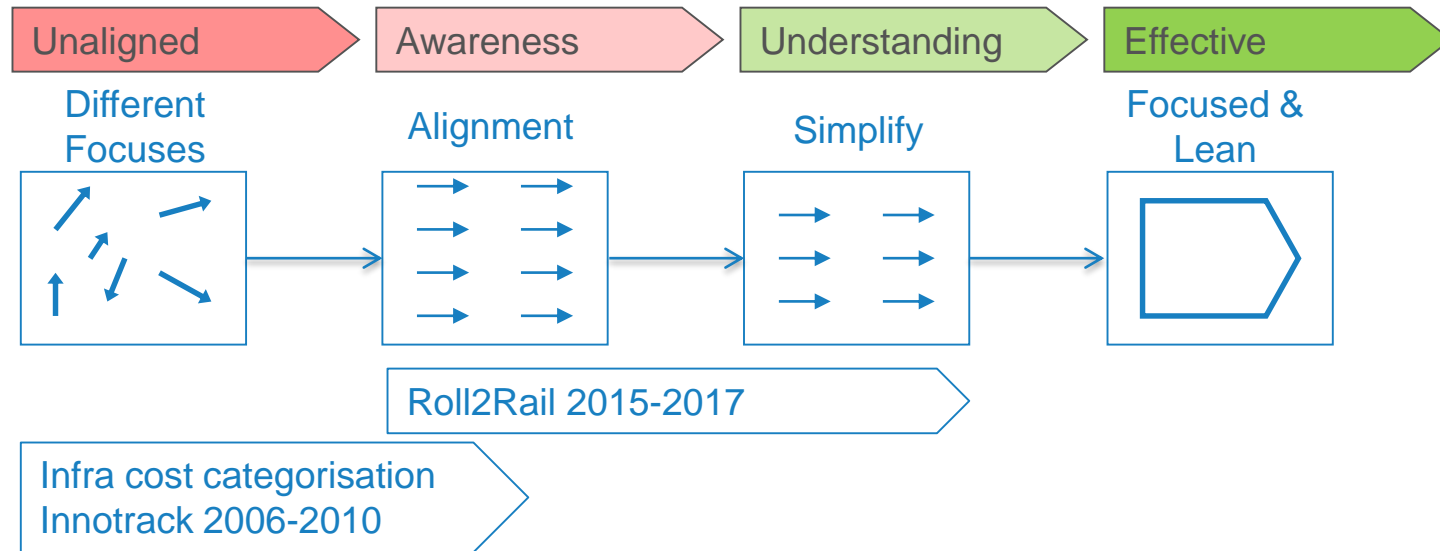 Unaligned
Awareness
Understanding
Effective
Different
Focuses
Alignment
Simplify
Focused &
Lean
Roll2Rail 2015-2017
Infra cost categorisation
Innotrack 2006-2010